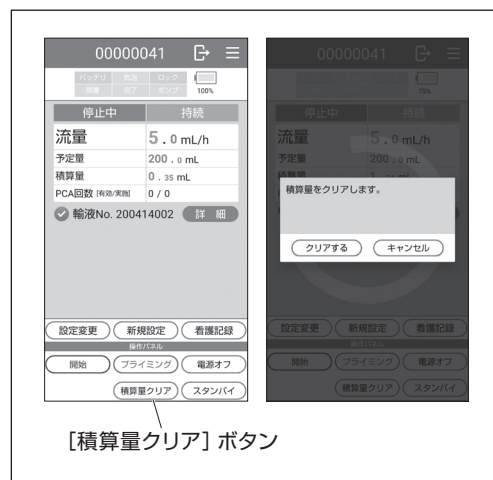 00000041
バッテリ 気泡 ロック
残量 完了 ポンプ 100%
停止中 持続
流量 5.0 mL/h
予定量 200.0 mL
積算量 0.35 mL
PCA回数 [有効/実施] 0 / 0
輸液No. 200414002 詳 細
設定変更 新規設定 看護記録
操作パネル
開始 プライミング 電源オフ
積算量クリア スタンバイ
00000041
75%
停止中 持続
流量 5.0 mL/h
予定量 200.0 mL
積算量
積算量をクリアします。
クリアする キャンセル
設定変更 新規設定 看護記録
操作パネル
開始 プライミング 電源オフ
積算量クリア スタンバイ
[積算量クリア] ボタン